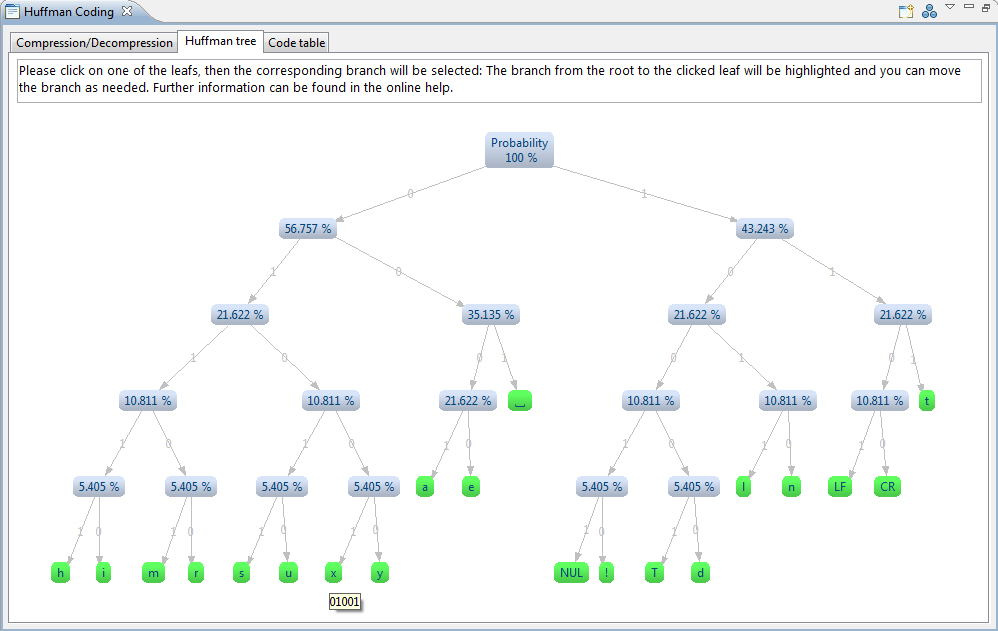 Huffman Coding
Compression/Decompression Huffman tree Code table
Please click on one of the leafs, then the corresponding branch will be selected: The branch from the root to the clicked leaf will be highlighted and you can move
the branch as needed. Further information can be found in the online help.
Probability
100 %
0 1
56.757 % 43.243 %
1 0 0 1
21.622 % 35.135 % 21.622 % 21.622 %
1 0 0 1 0 1 0 1
10.811 % 10.811 % 21.622 % ⎵ 10.811 % 10.811 % 10.811 % t
1 0 1 0 1 0 1 0 1 0 1 0
5.405 % 5.405 % 5.405 % 5.405 % a e 5.405 % 5.405 % l n LF CR
1 0 1 0 1 0 1 0 1 0 1 0
h i m r s u x y NUL ! T d
01001